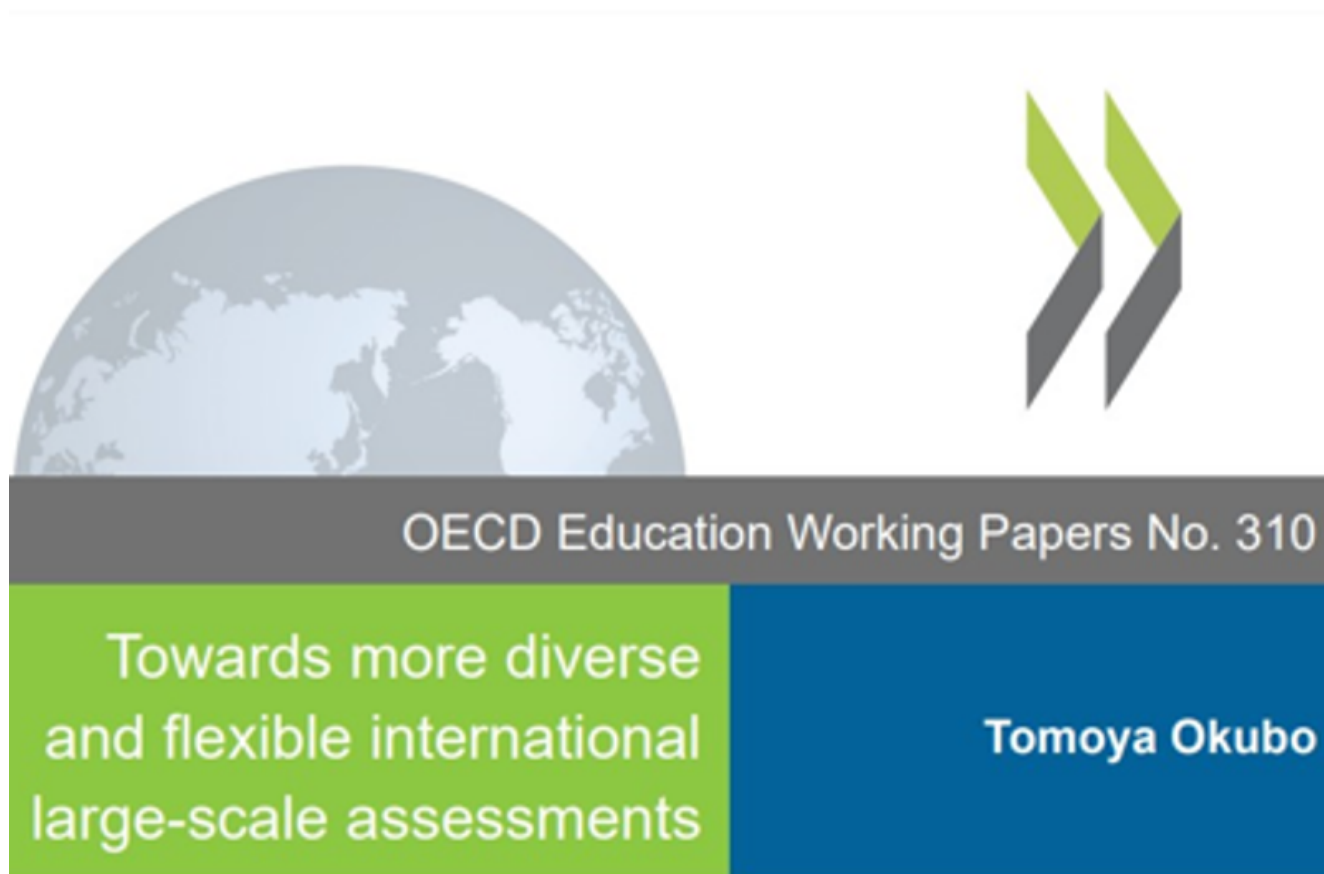 OECD Education Working Papers No. 310
Towards more diverse
and flexible international
large-scale assessments
Tomoya Okubo